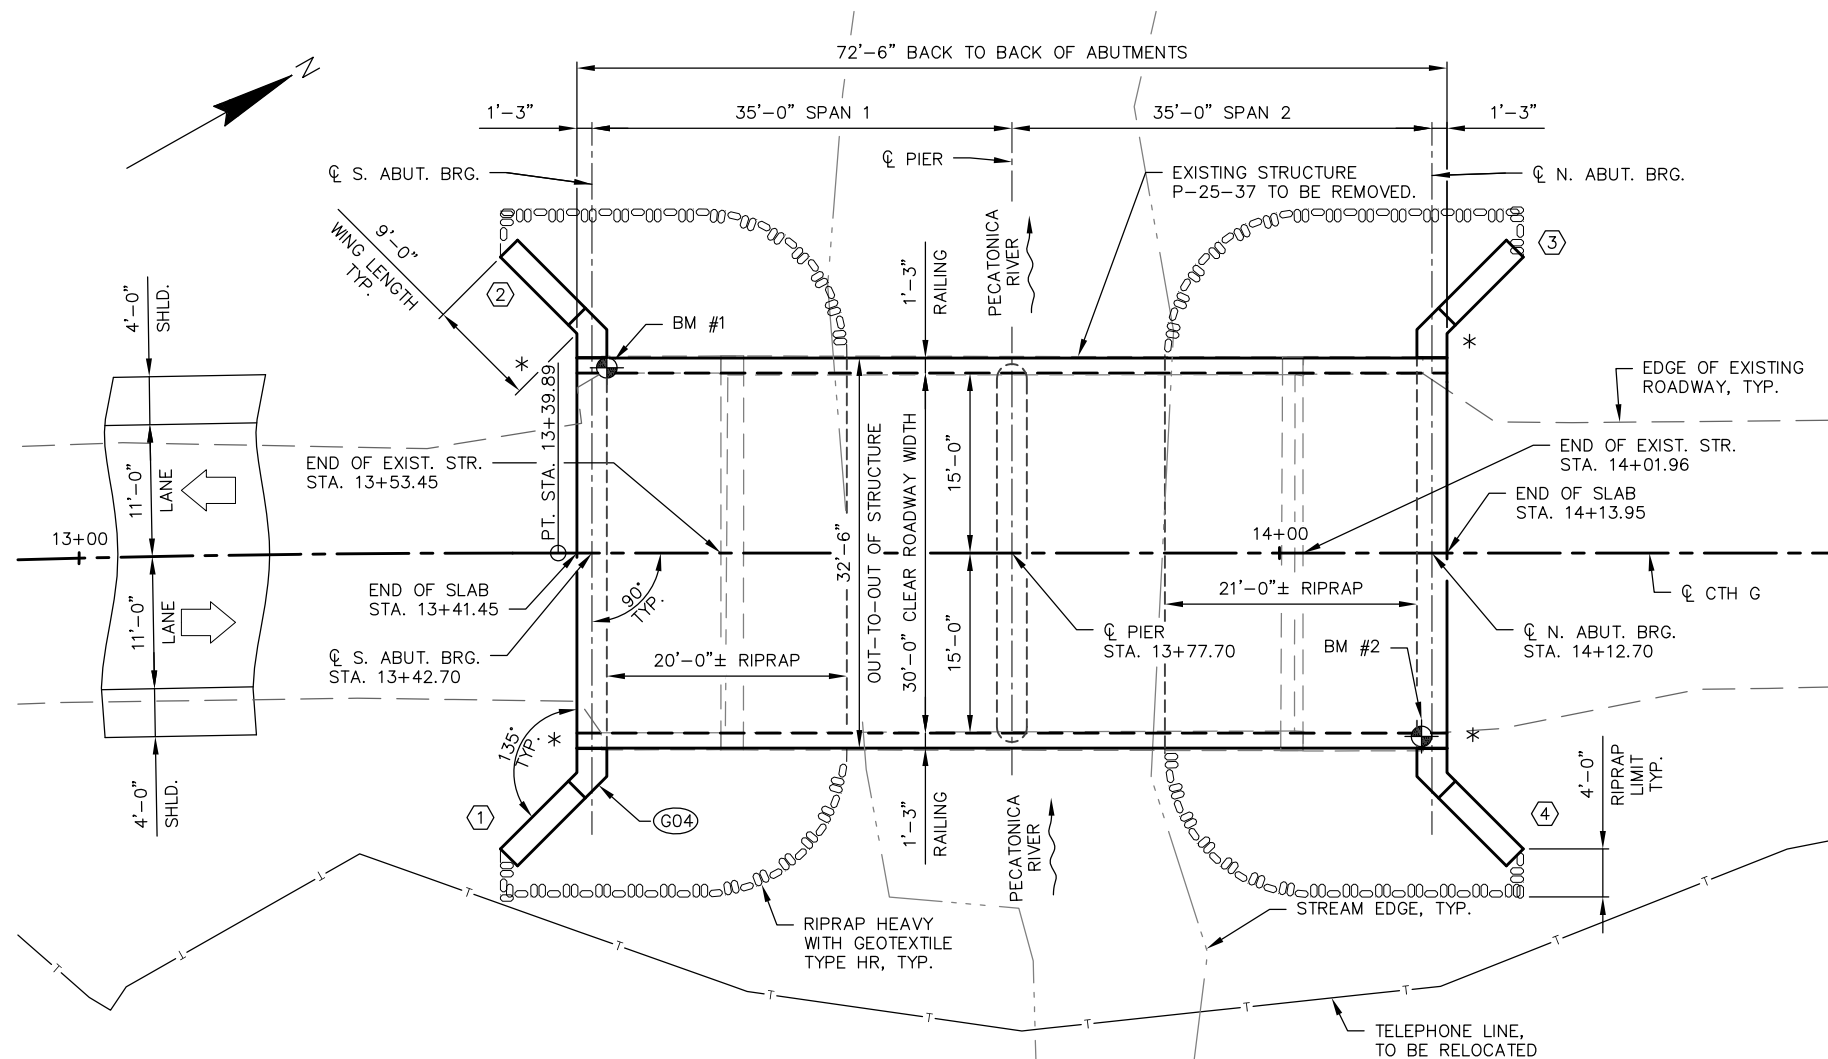 N
72'-6" BACK TO BACK OF ABUTMENTS
1'-3"
35'-0" SPAN 1
35'-0" SPAN 2
1'-3"
℄ PIER
℄ S. ABUT. BRG.
EXISTING STRUCTURE
P-25-37 TO BE REMOVED.
℄ N. ABUT. BRG.
9'-0"
WING LENGTH
TYP.
2
3
1'-3"
RAILING
PECATONICA
RIVER
4'-0"
SHLD.
BM #1
*
*
PT. STA. 13+39.89
EDGE OF EXISTING
ROADWAY, TYP.
END OF EXIST. STR.
STA. 13+53.45
END OF EXIST. STR.
STA. 14+01.96
11'-0"
LANE
15'-0"
END OF SLAB
STA. 14+13.95
13+00
14+00
32'-6"
OUT-TO-OUT OF STRUCTURE
30'-0" CLEAR ROADWAY WIDTH
END OF SLAB
STA. 13+41.45
90°
TYP.
21'-0"± RIPRAP
℄ CTH G
11'-0"
LANE
15'-0"
℄ PIER
STA. 13+77.70
℄ N. ABUT. BRG.
STA. 14+12.70
℄ S. ABUT. BRG.
STA. 13+42.70
20'-0"± RIPRAP
BM #2
*
*
135°
TYP.
4'-0"
SHLD.
4'-0"
RIPRAP
LIMIT
TYP.
1
G04
1'-3"
RAILING
PECATONICA
RIVER
4
STREAM EDGE, TYP.
RIPRAP HEAVY
WITH GEOTEXTILE
TYPE HR, TYP.
T
T
T
T
T
T
T
T
T
T
T
TELEPHONE LINE,
TO BE RELOCATED